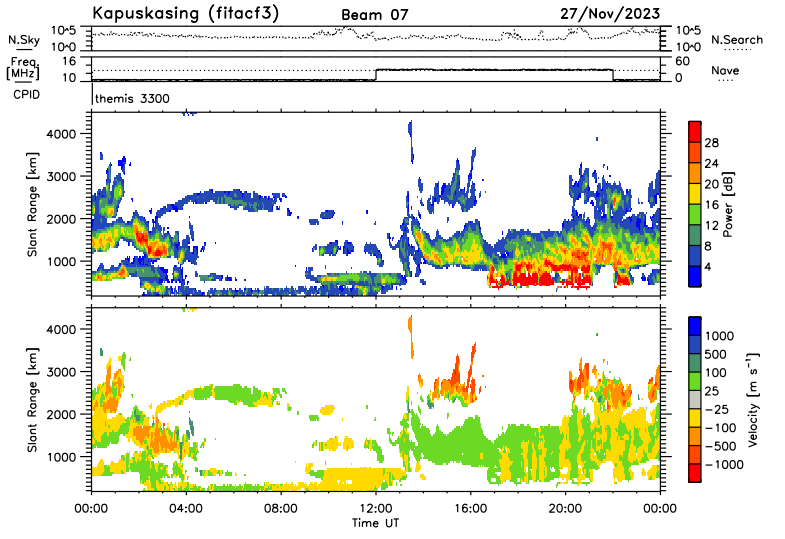 Kapuskasing (fitacf3) Beam 07 27/Nov/2023
N.Sky 10^5 10^0 10^5 10^0 N.Search
Freq. [MHz] 16 10 60 0 Nave
CPID themis 3300
Slant Range [km] 4000 3000 2000 1000
Power [dB] 28 24 20 16 12 8 4
Slant Range [km] 4000 3000 2000 1000
Velocity [m s⁻¹] 1000 500 100 25 −25 −100 −500 −1000
00:00 04:00 08:00 12:00 16:00 20:00 00:00
Time UT